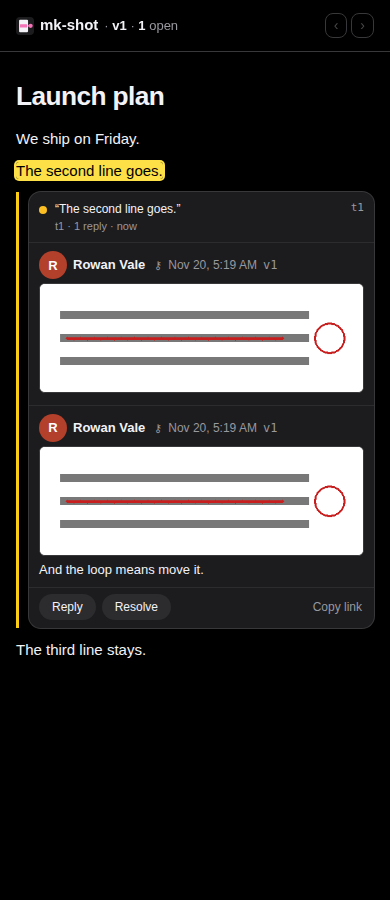 mk-shot · v1 · 1 open
‹ ›
Launch plan
We ship on Friday.
The second line goes.
“The second line goes.” t1
t1 · 1 reply · now
R Rowan Vale Nov 20, 5:19 AM v1
R Rowan Vale Nov 20, 5:19 AM v1
And the loop means move it.
Reply Resolve Copy link
The third line stays.